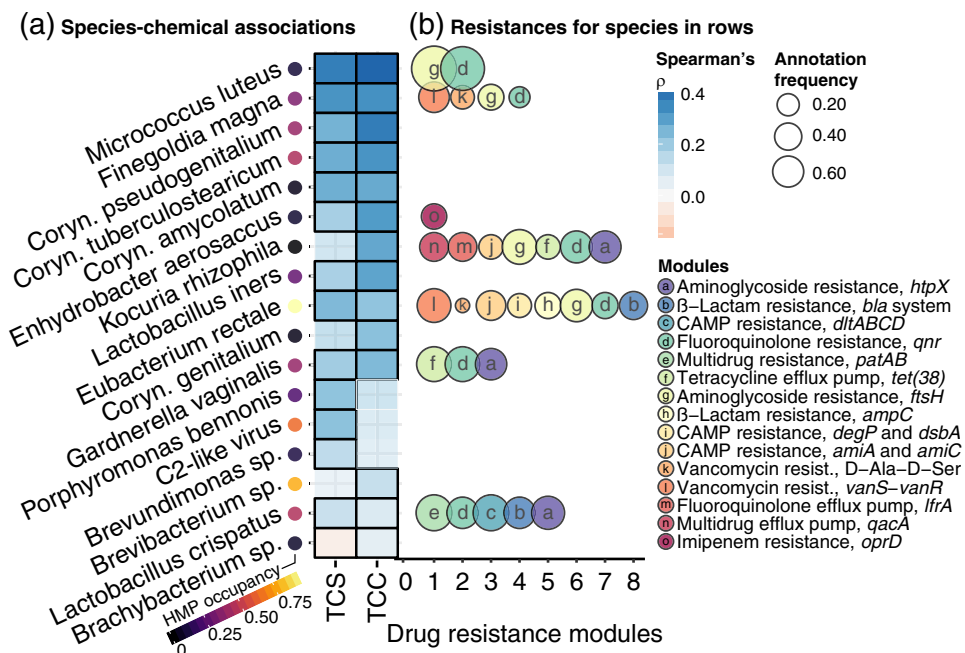 (a) Species-chemical associations
(b) Resistances for species in rows
Micrococcus luteus
Finegoldia magna
Coryn. pseudogenitalium
Coryn. tuberculostearicum
Coryn. amycolatum
Enhydrobacter aerosaccus
Kocuria rhizophila
Lactobacillus iners
Eubacterium rectale
Coryn. genitalium
Gardnerella vaginalis
Porphyromonas bennonis
C2-like virus
Brevundimonas sp.
Brevibacterium sp.
Lactobacillus crispatus
Brachybacterium sp.
HMP occupancy
0
0.25
0.50
0.75
TCS
TCC
g d
l k g d
o
n m j g f d a
l k j i h g d b
f d a
e d c b a
0 1 2 3 4 5 6 7 8
Drug resistance modules
Spearman's
ρ
0.4
0.2
0.0
Annotation
frequency
0.20
0.40
0.60
Modules
a Aminoglycoside resistance, htpX
b ß-Lactam resistance, bla system
c CAMP resistance, dltABCD
d Fluoroquinolone resistance, qnr
e Multidrug resistance, patAB
f Tetracycline efflux pump, tet(38)
g Aminoglycoside resistance, ftsH
h ß-Lactam resistance, ampC
i CAMP resistance, degP and dsbA
j CAMP resistance, amiA and amiC
k Vancomycin resist., D-Ala-D-Ser
l Vancomycin resist., vanS-vanR
m Fluoroquinolone efflux pump, lfrA
n Multidrug efflux pump, qacA
o Imipenem resistance, oprD